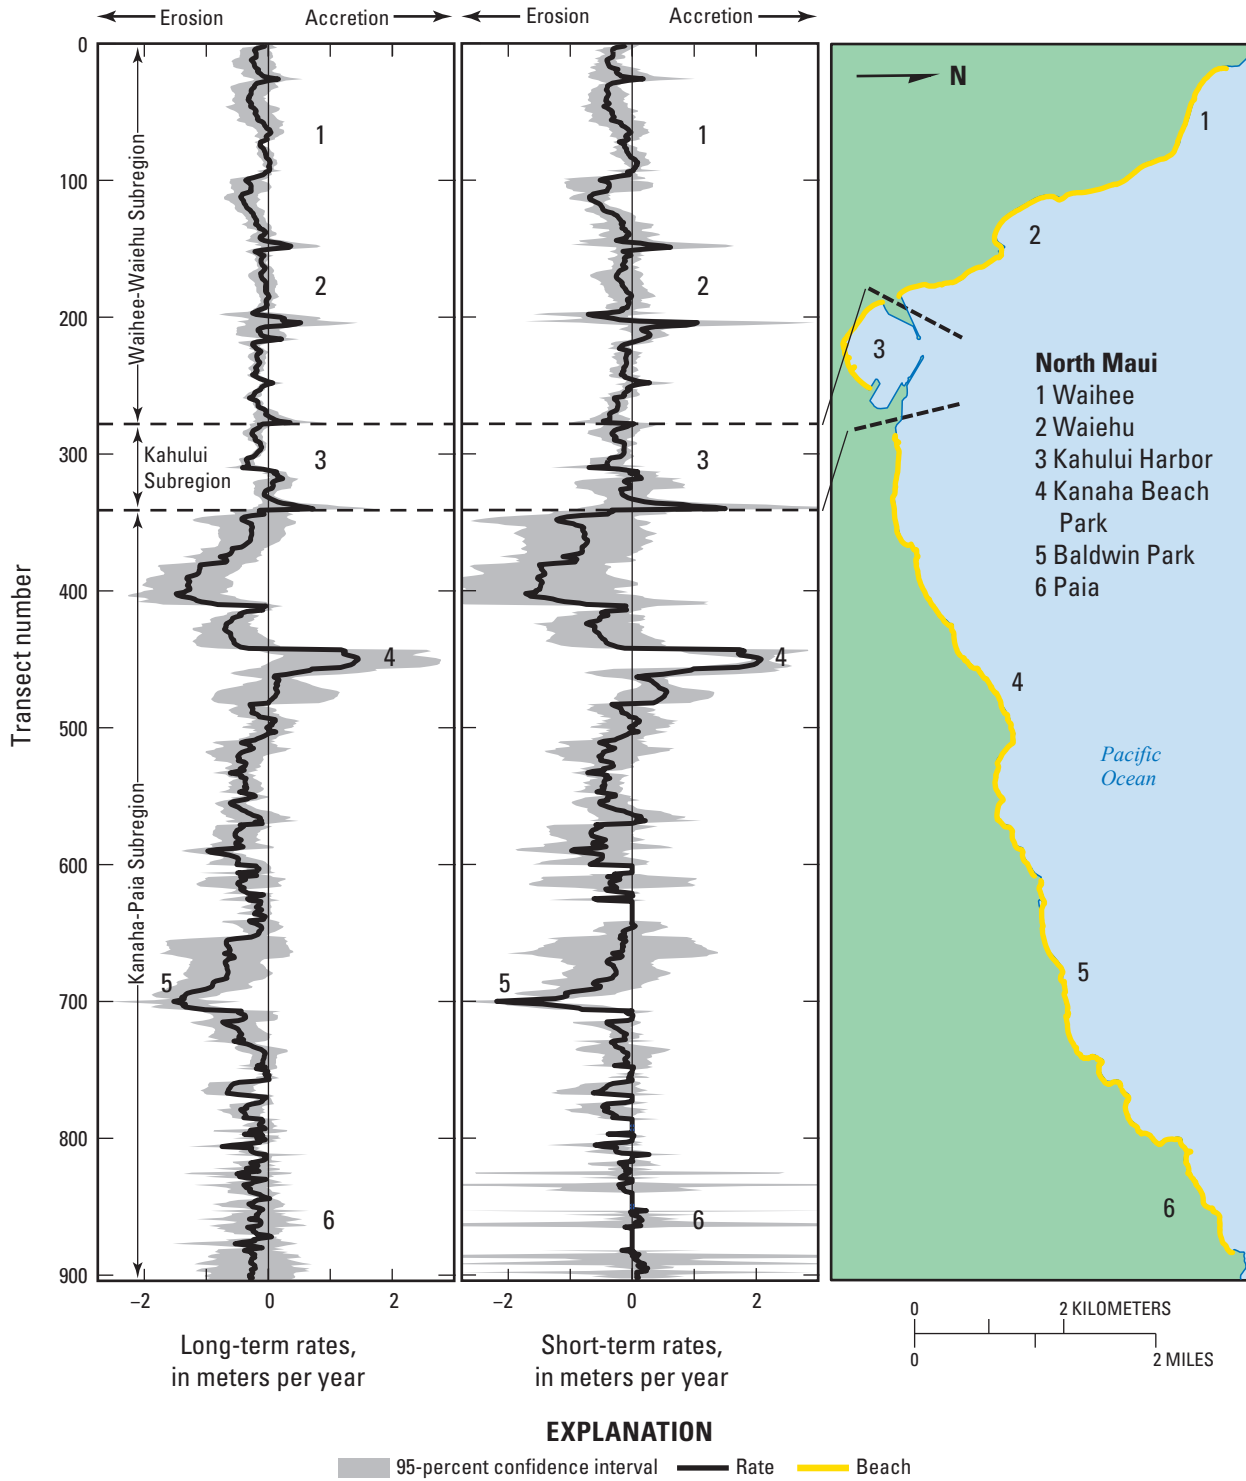 Erosion Accretion Erosion Accretion
0
100
200
300
400
500
600
700
800
900
Transect number
Waihee-Waiehu Subregion
Kahului
Subregion
Kanaha-Paia Subregion
1
2
3
4
5
6
–2 0 2
Long-term rates,
in meters per year
1
2
3
4
5
6
–2 0 2
Short-term rates,
in meters per year
N
1
2
3
4
5
6
North Maui
1 Waihee
2 Waiehu
3 Kahului Harbor
4 Kanaha Beach
Park
5 Baldwin Park
6 Paia
Pacific
Ocean
0 2 KILOMETERS
0 2 MILES
EXPLANATION
95-percent confidence interval Rate Beach